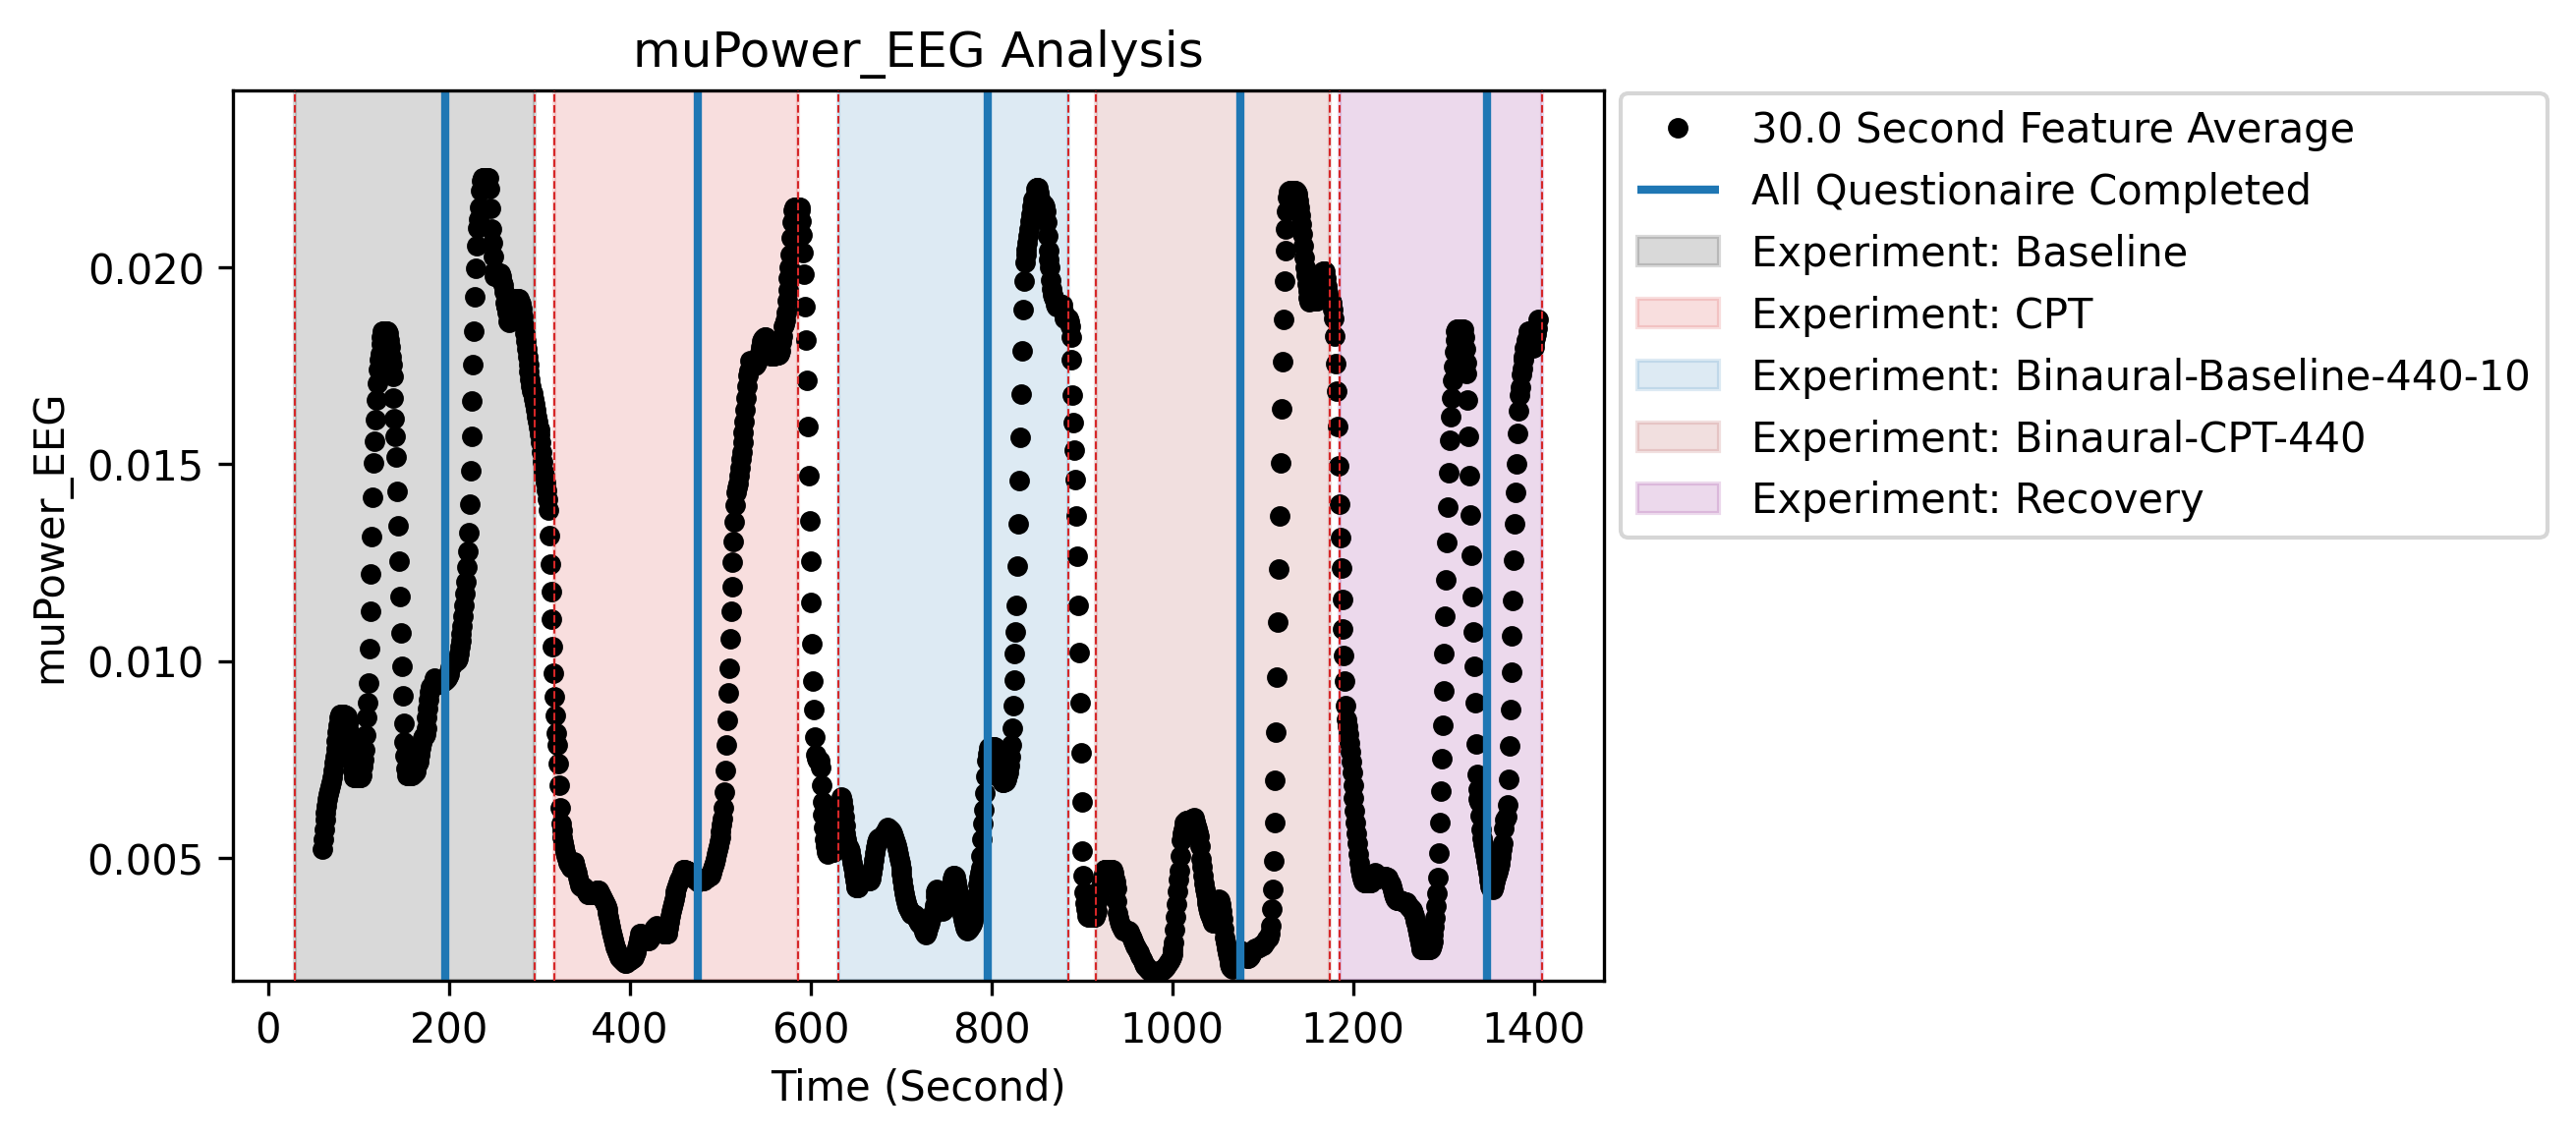 muPower_EEG Analysis
30.0 Second Feature Average
All Questionaire Completed
Experiment: Baseline
Experiment: CPT
Experiment: Binaural-Baseline-440-10
Experiment: Binaural-CPT-440
Experiment: Recovery
muPower_EEG
0.020
0.015
0.010
0.005
0 200 400 600 800 1000 1200 1400
Time (Second)